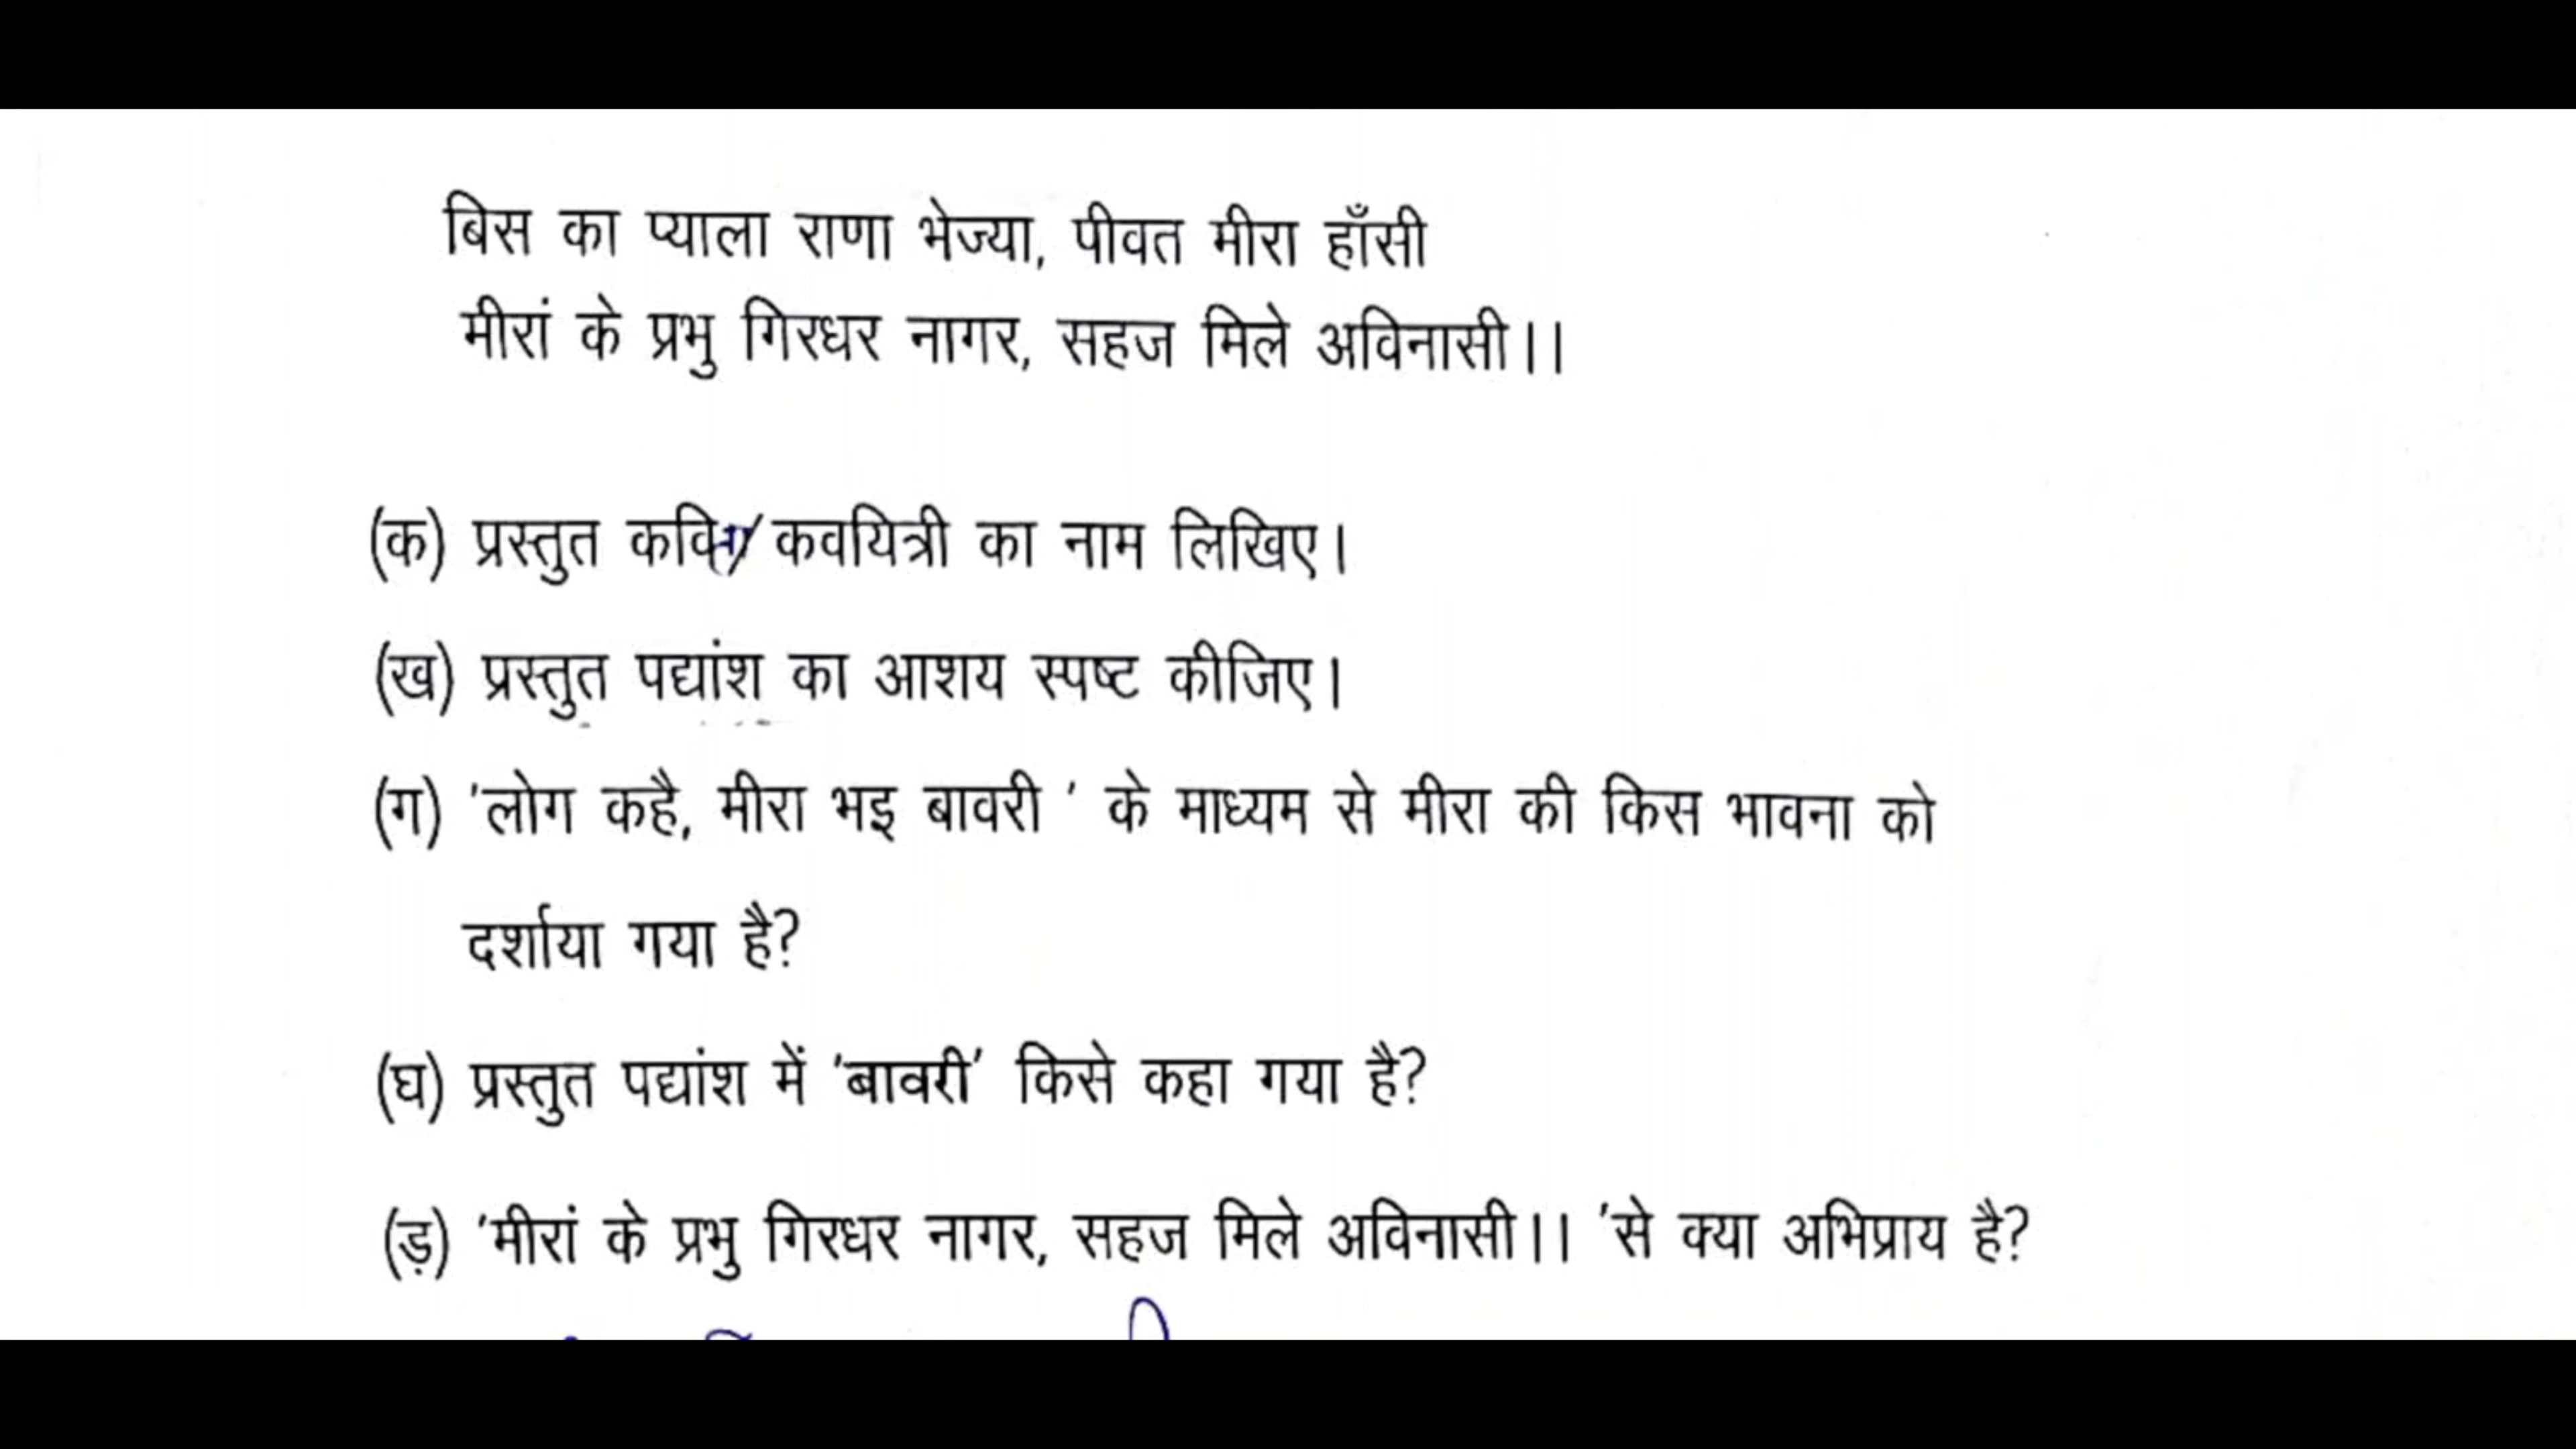 बिस का प्याला राणा भेज्या, पीवत मीरा हाँसी
मीरां के प्रभु गिरधर नागर, सहज मिले अविनासी।।
(क) प्रस्तुत कविता/ कवयित्री का नाम लिखिए।
(ख) प्रस्तुत पद्यांश का आशय स्पष्ट कीजिए।
(ग) 'लोग कहै, मीरा भइ बावरी ' के माध्यम से मीरा की किस भावना को
दर्शाया गया है?
(घ) प्रस्तुत पद्यांश में 'बावरी' किसे कहा गया है?
(ड़) 'मीरां के प्रभु गिरधर नागर, सहज मिले अविनासी।। 'से क्या अभिप्राय है?